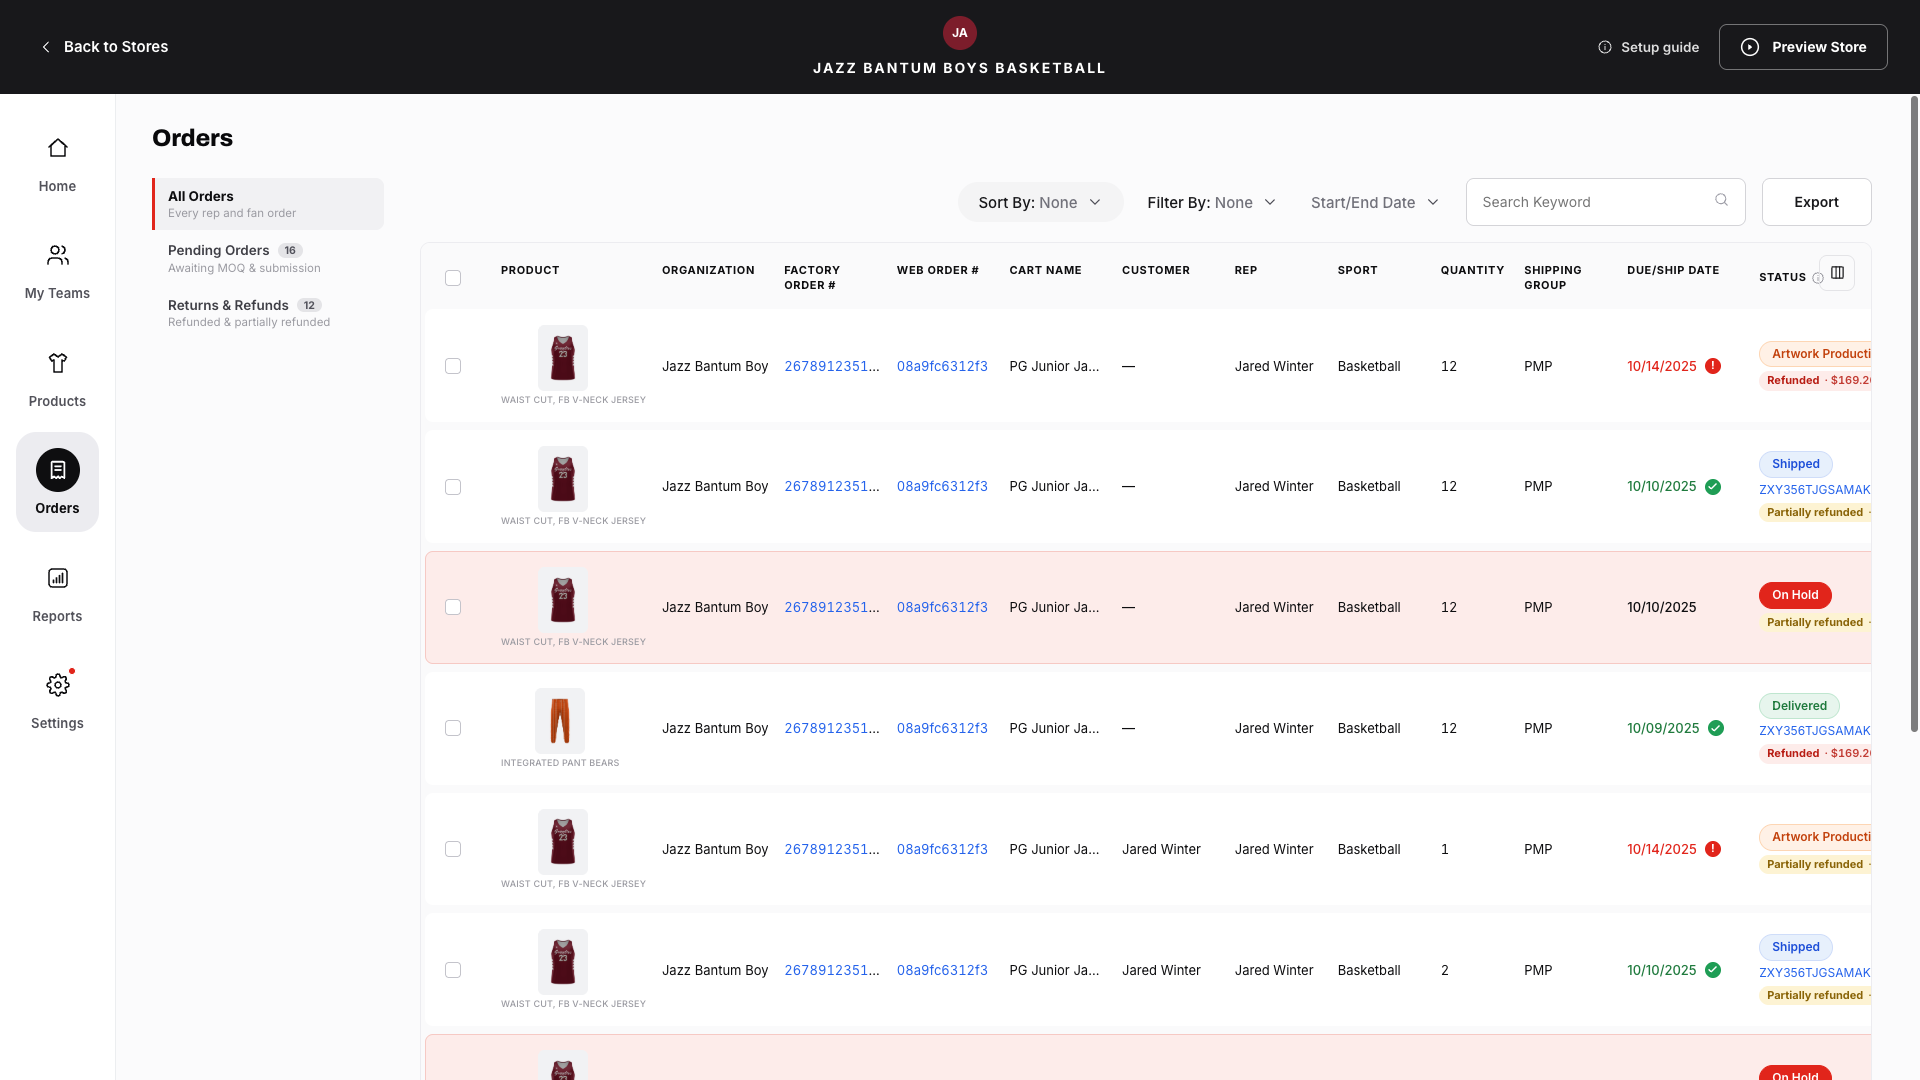 Back to Stores
JA
JAZZ BANTUM BOYS BASKETBALL
Setup guide
Preview Store
Home
My Teams
Products
Orders
Reports
Settings
Orders
All Orders
Every rep and fan order
Pending Orders 16
Awaiting MOQ & submission
Returns & Refunds 12
Refunded & partially refunded
Sort By: None
Filter By: None
Start/End Date
Search Keyword
Export
PRODUCT ORGANIZATION FACTORY ORDER # WEB ORDER # CART NAME CUSTOMER REP SPORT QUANTITY SHIPPING GROUP DUE/SHIP DATE STATUS
WAIST CUT, FB V-NECK JERSEY
Jazz Bantum Boy 2678912351... 08a9fc6312f3 PG Junior Ja... — Jared Winter Basketball 12 PMP 10/14/2025
Artwork Producti
Refunded · $169.2
WAIST CUT, FB V-NECK JERSEY
Jazz Bantum Boy 2678912351... 08a9fc6312f3 PG Junior Ja... — Jared Winter Basketball 12 PMP 10/10/2025
Shipped
ZXY356TJGSAMAK
Partially refunded ·
WAIST CUT, FB V-NECK JERSEY
Jazz Bantum Boy 2678912351... 08a9fc6312f3 PG Junior Ja... — Jared Winter Basketball 12 PMP 10/10/2025
On Hold
Partially refunded ·
INTEGRATED PANT BEARS
Jazz Bantum Boy 2678912351... 08a9fc6312f3 PG Junior Ja... — Jared Winter Basketball 12 PMP 10/09/2025
Delivered
ZXY356TJGSAMAK
Refunded · $169.2
WAIST CUT, FB V-NECK JERSEY
Jazz Bantum Boy 2678912351... 08a9fc6312f3 PG Junior Ja... Jared Winter Jared Winter Basketball 1 PMP 10/14/2025
Artwork Producti
Partially refunded ·
WAIST CUT, FB V-NECK JERSEY
Jazz Bantum Boy 2678912351... 08a9fc6312f3 PG Junior Ja... Jared Winter Jared Winter Basketball 2 PMP 10/10/2025
Shipped
ZXY356TJGSAMAK
Partially refunded ·
On Hold